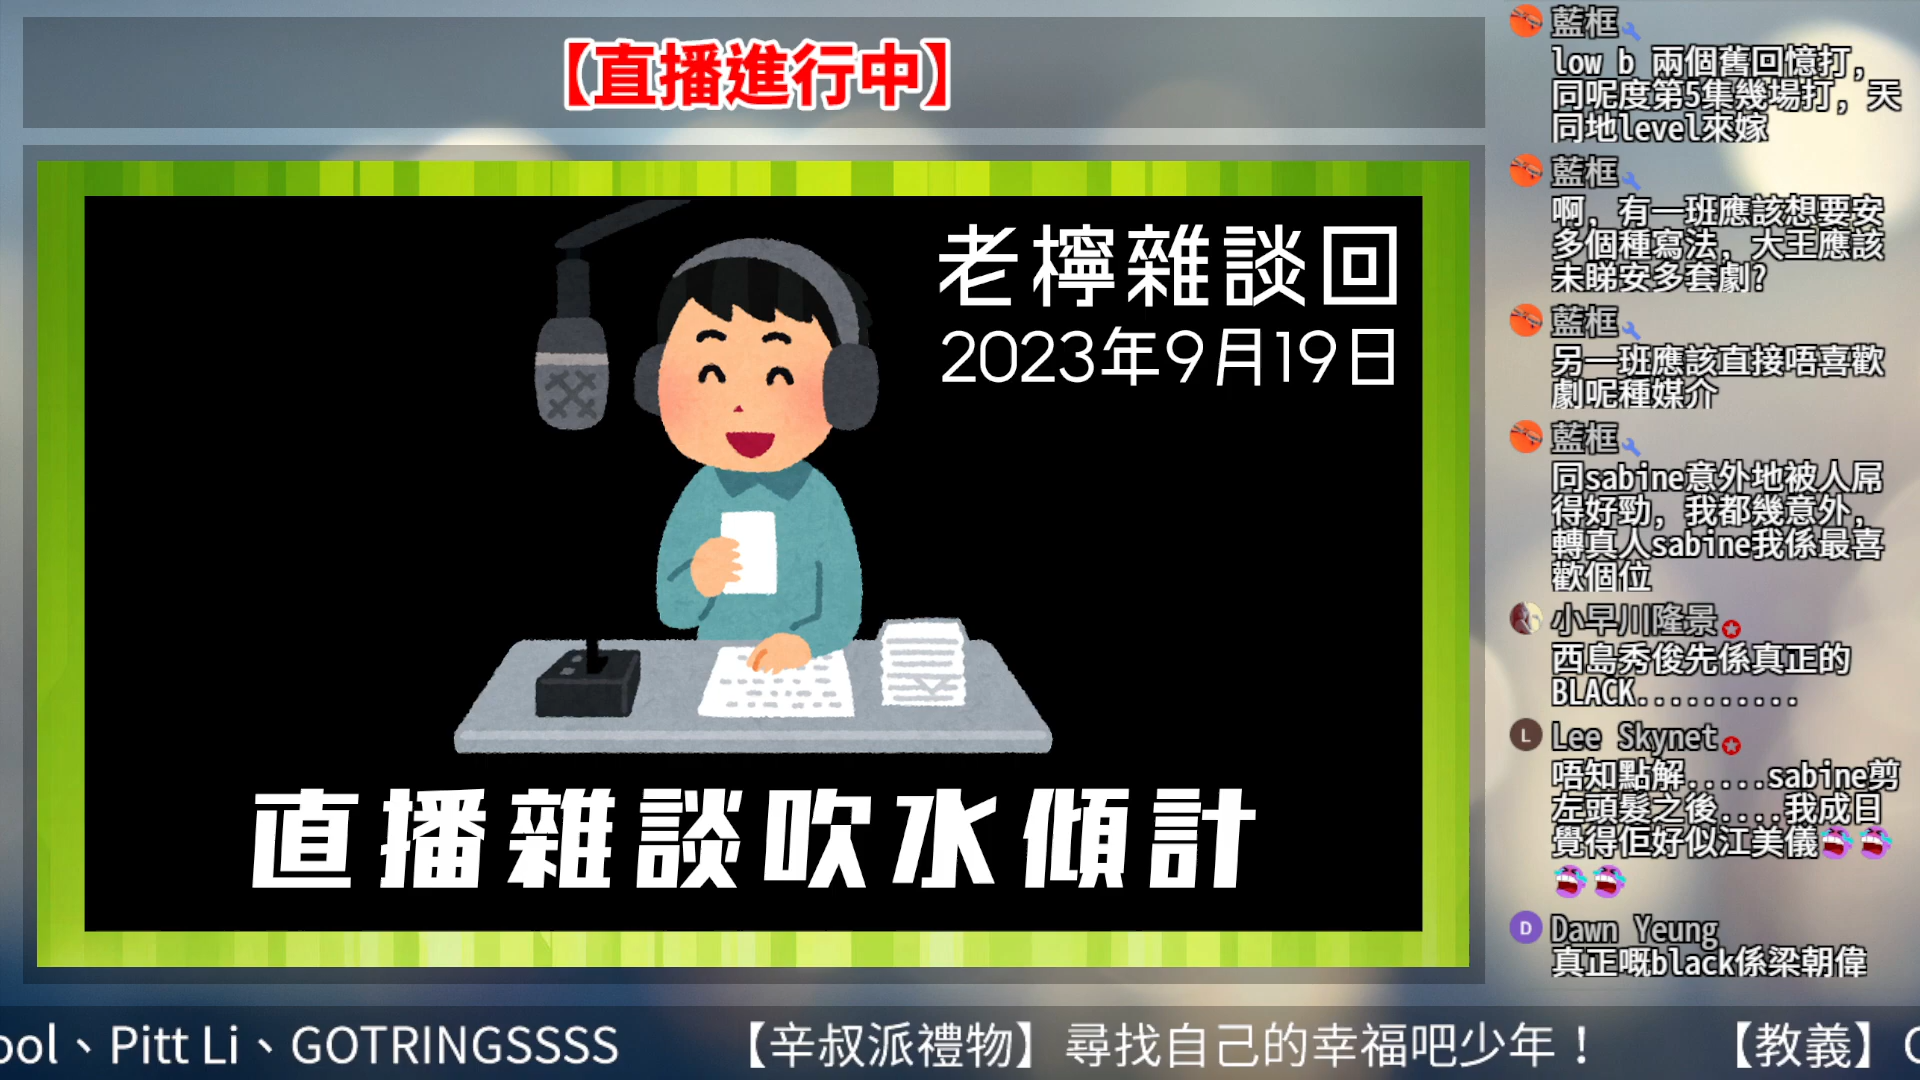 【直播進行中】
老檸雜談回
2023年9月19日
直播雜談吹水傾計
藍框
low b 兩個舊回憶打,
同呢度第5集幾場打, 天
同地level來嫁
藍框
啊, 有一班應該想要安
多個種寫法, 大王應該
未睇安多套劇?
藍框
另一班應該直接唔喜歡
劇呢種媒介
藍框
同sabine意外地被人屌
得好勁, 我都幾意外,
轉真人sabine我係最喜
歡個位
小早川隆景
西島秀俊先係真正的
BLACK..........
L
Lee Skynet
唔知點解.....sabine剪
左頭髮之後....我成日
覺得佢好似江美儀
D
Dawn Yeung
真正嘅black係梁朝偉
ool、Pitt Li、GOTRINGSSSS 【辛叔派禮物】尋找自己的幸福吧少年！ 【教義】